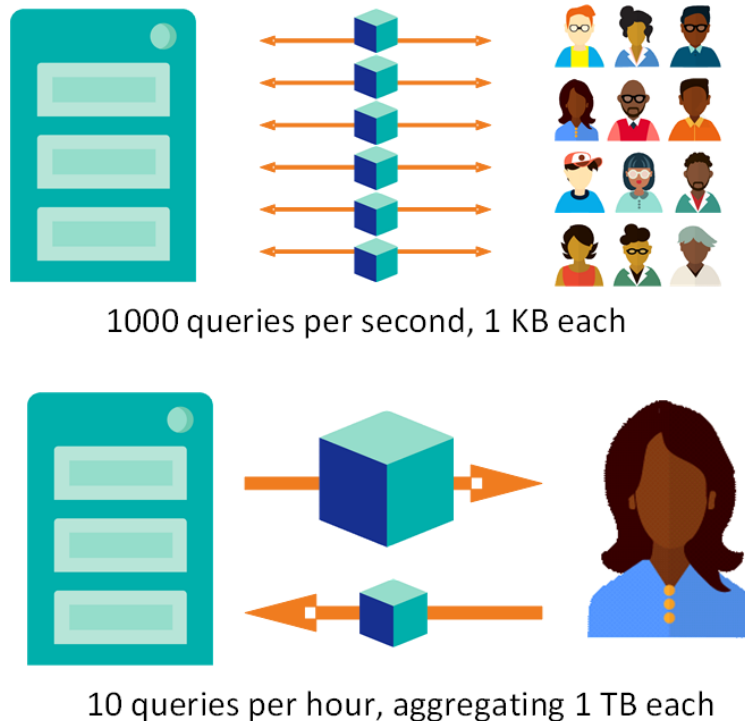 1000 queries per second, 1 KB each
10 queries per hour, aggregating 1 TB each